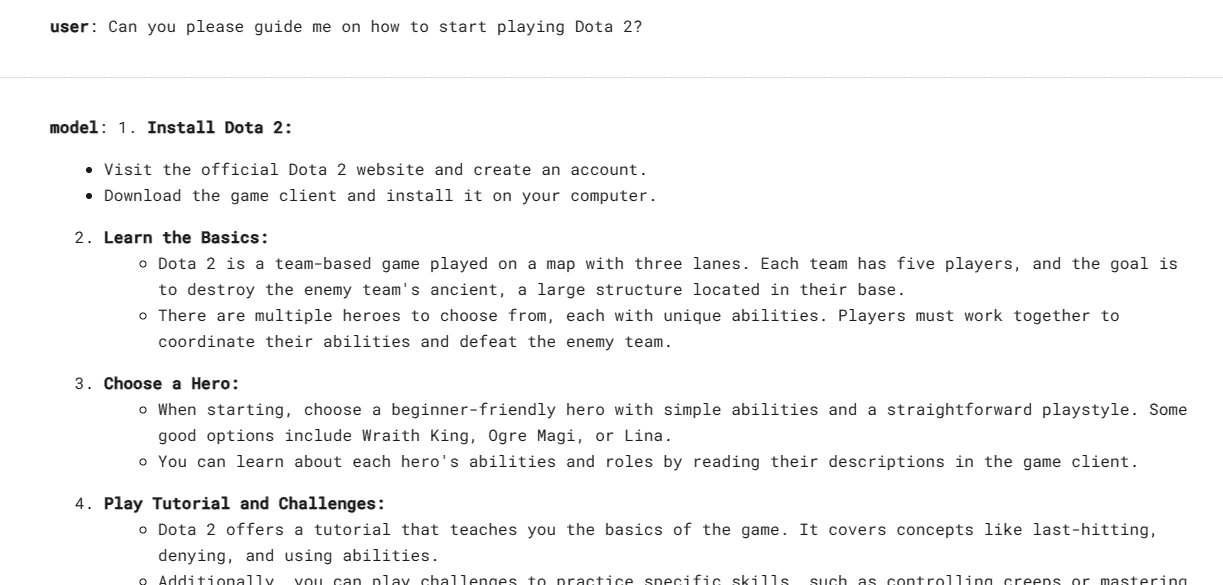 user: Can you please guide me on how to start playing Dota 2?
model: 1. Install Dota 2:
• Visit the official Dota 2 website and create an account.
• Download the game client and install it on your computer.
2. Learn the Basics:
◦ Dota 2 is a team-based game played on a map with three lanes. Each team has five players, and the goal is
to destroy the enemy team's ancient, a large structure located in their base.
◦ There are multiple heroes to choose from, each with unique abilities. Players must work together to
coordinate their abilities and defeat the enemy team.
3. Choose a Hero:
◦ When starting, choose a beginner-friendly hero with simple abilities and a straightforward playstyle. Some
good options include Wraith King, Ogre Magi, or Lina.
◦ You can learn about each hero's abilities and roles by reading their descriptions in the game client.
4. Play Tutorial and Challenges:
◦ Dota 2 offers a tutorial that teaches you the basics of the game. It covers concepts like last-hitting,
denying, and using abilities.
◦ Additionally, you can play challenges to practice specific skills, such as controlling creeps or mastering